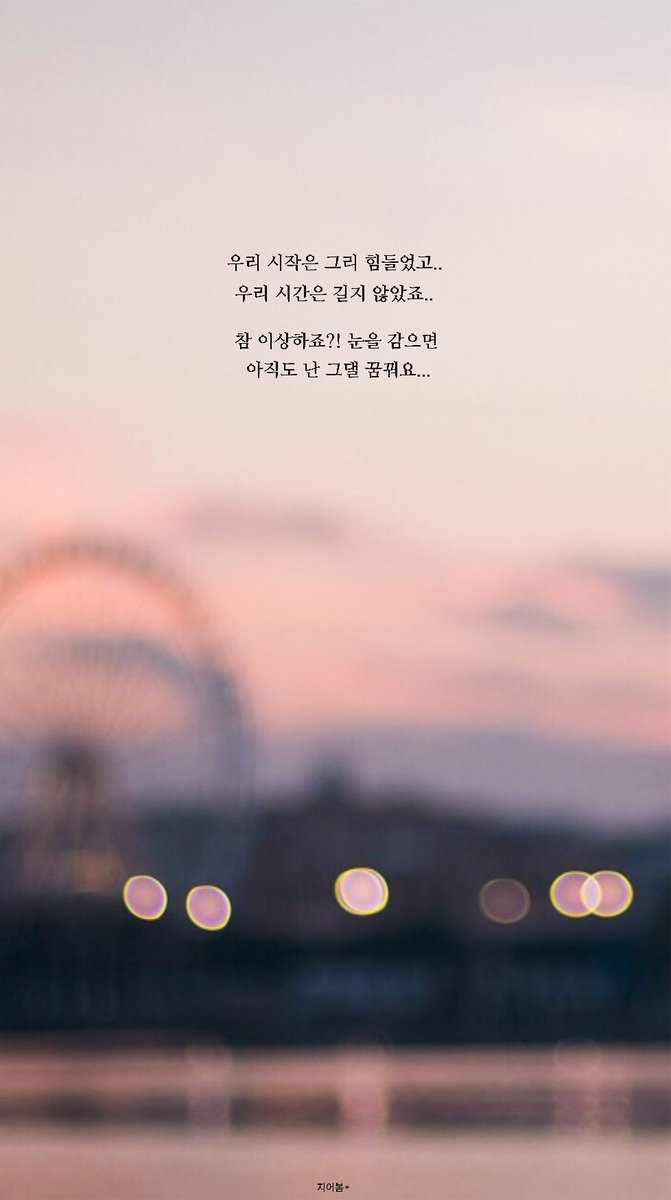 우리 시작은 그리 힘들었고..
우리 시간은 길지 않았죠..
참 이상하죠?! 눈을 감으면
아직도 난 그댈 꿈꿔요...
지어봄*